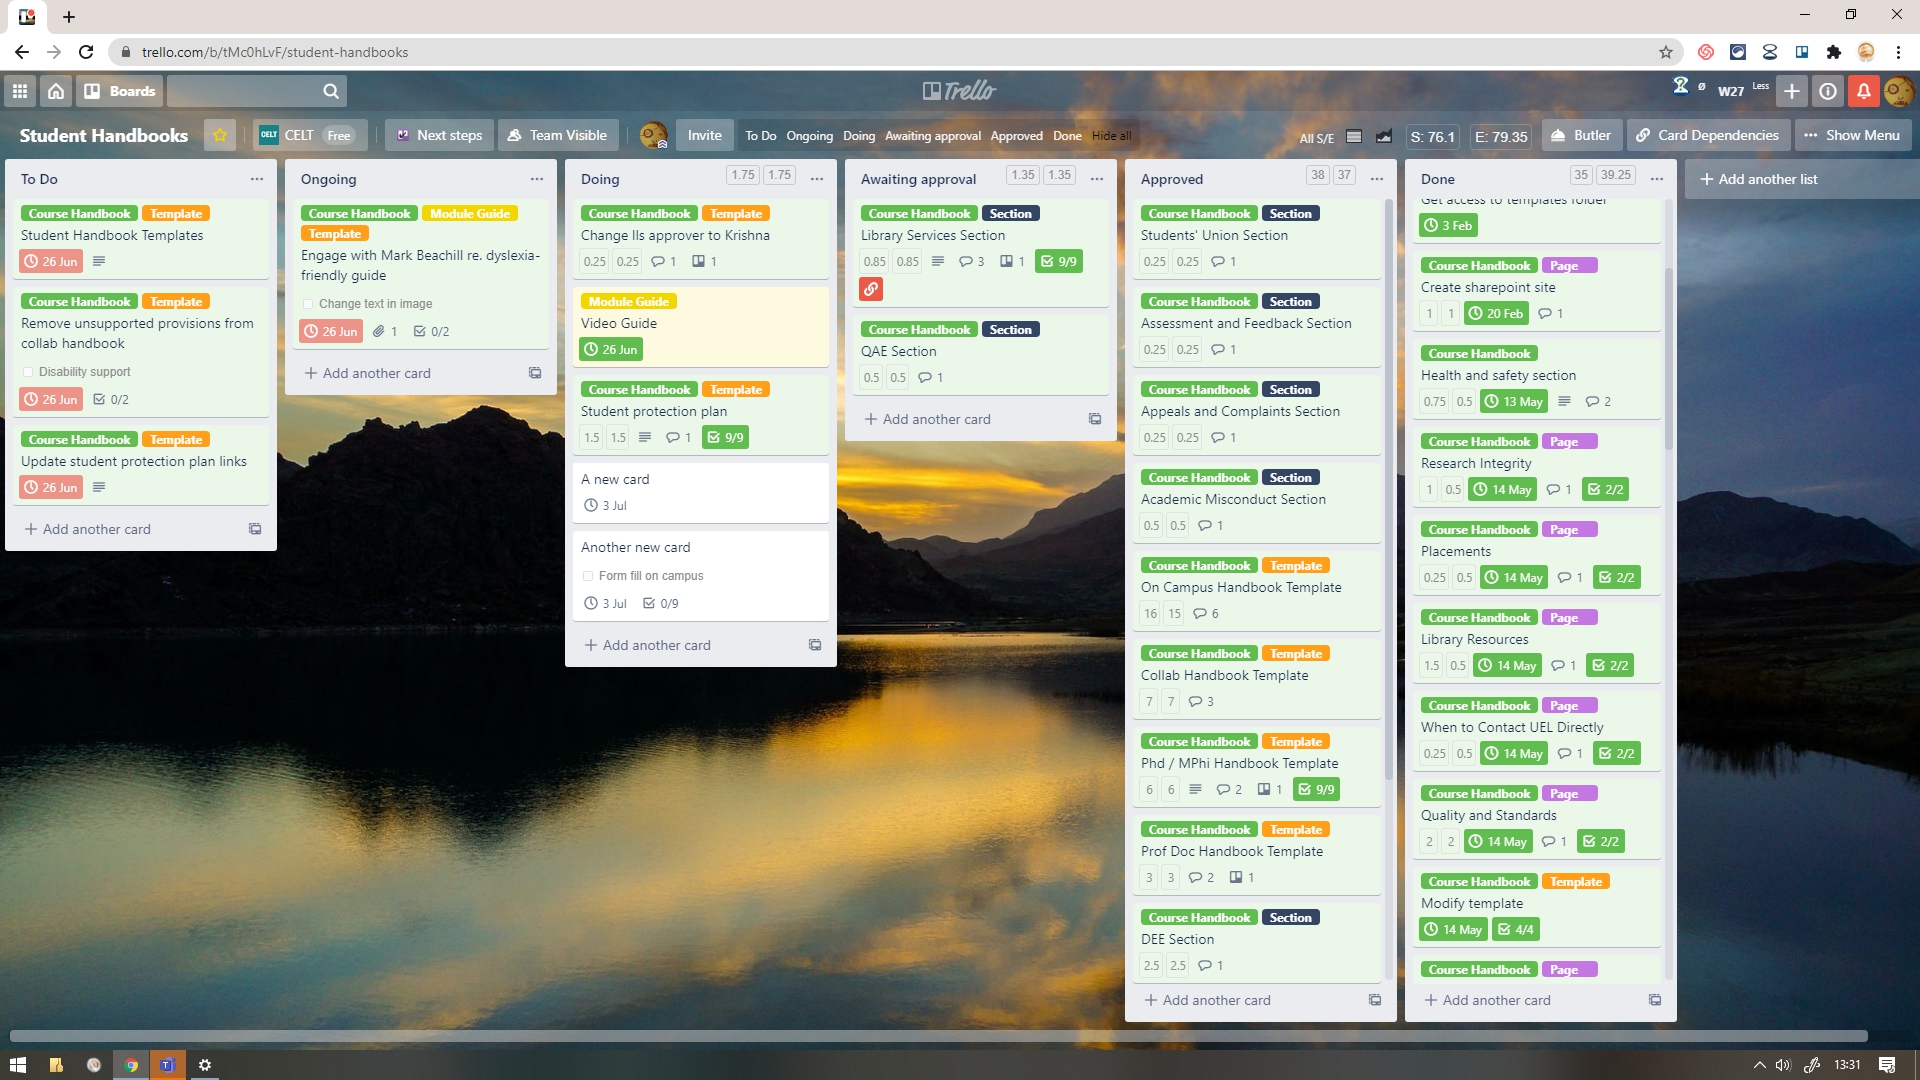 trello.com/b/tMc0hLvF/student-handbooks
Boards
Trello
W27
Less
Student Handbooks
CELT
CELT Free
Next steps
Team Visible
Invite
To Do Ongoing Doing Awaiting approval Approved Done Hide all
All S/E
S: 76.1
E: 79.35
Butler
Card Dependencies
Show Menu
To Do
Course Handbook Template
Student Handbook Templates
26 Jun
Course Handbook Template
Remove unsupported provisions from
collab handbook
Disability support
26 Jun 0/2
Course Handbook Template
Update student protection plan links
26 Jun
+ Add another card
Ongoing
Course Handbook Module Guide
Template
Engage with Mark Beachill re. dyslexia-
friendly guide
Change text in image
26 Jun 1 0/2
+ Add another card
Doing 1.75 1.75
Course Handbook Template
Change IIs approver to Krishna
0.25 0.25 1 1
Module Guide
Video Guide
26 Jun
Course Handbook Template
Student protection plan
1.5 1.5 1 9/9
A new card
3 Jul
Another new card
Form fill on campus
3 Jul 0/9
+ Add another card
Awaiting approval 1.35 1.35
Course Handbook Section
Library Services Section
0.85 0.85 3 1 9/9
Course Handbook Section
QAE Section
0.5 0.5 1
+ Add another card
Approved 38 37
Course Handbook Section
Students' Union Section
0.25 0.25 1
Course Handbook Section
Assessment and Feedback Section
0.25 0.25 1
Course Handbook Section
Appeals and Complaints Section
0.25 0.25 1
Course Handbook Section
Academic Misconduct Section
0.5 0.5 1
Course Handbook Template
On Campus Handbook Template
16 15 6
Course Handbook Template
Collab Handbook Template
7 7 3
Course Handbook Template
Phd / MPhi Handbook Template
6 6 2 1 9/9
Course Handbook Template
Prof Doc Handbook Template
3 3 2 1
Course Handbook Section
DEE Section
2.5 2.5 1
+ Add another card
Done 35 39.25
Get access to templates folder
3 Feb
Course Handbook Page
Create sharepoint site
1 1 20 Feb 1
Course Handbook
Health and safety section
0.75 0.5 13 May 2
Course Handbook Page
Research Integrity
1 0.5 14 May 1 2/2
Course Handbook Page
Placements
0.25 0.5 14 May 1 2/2
Course Handbook Page
Library Resources
1.5 0.5 14 May 1 2/2
Course Handbook Page
When to Contact UEL Directly
0.25 0.5 14 May 1 2/2
Course Handbook Page
Quality and Standards
2 2 14 May 1 2/2
Course Handbook Template
Modify template
14 May 4/4
Course Handbook Page
+ Add another card
+ Add another list
13:31